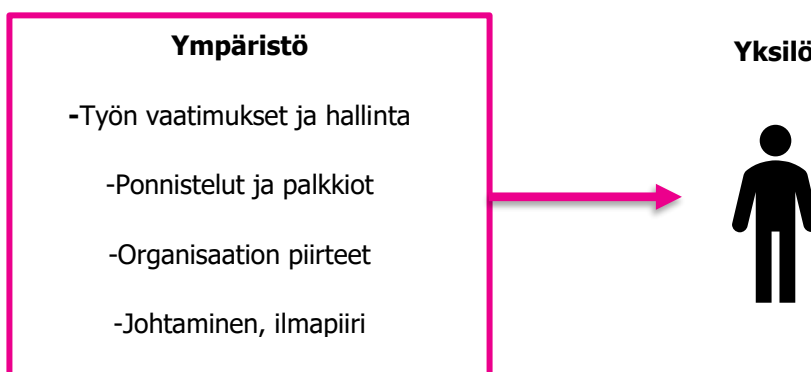 Ympäristö
-Työn vaatimukset ja hallinta
-Ponnistelut ja palkkiot
-Organisaation piirteet
-Johtaminen, ilmapiiri
Yksilö